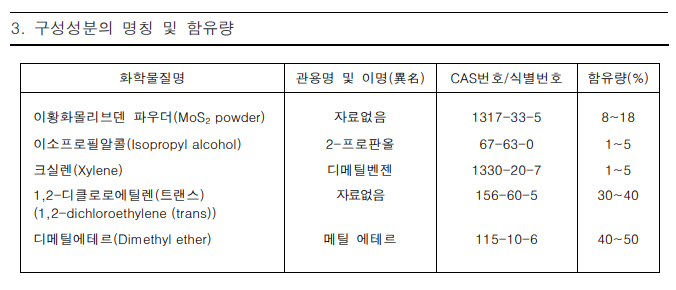 3. 구성성분의 명칭 및 함유량
화학물질명 관용명 및 이명(異名) CAS번호/식별번호 함유량(%)
이황화몰리브덴 파우더(MoS₂ powder) 자료없음 1317-33-5 8~18
이소프로필알콜(Isopropyl alcohol) 2-프로판올 67-63-0 1~5
크실렌(Xylene) 디메틸벤젠 1330-20-7 1~5
1,2-디클로로에틸렌(트랜스) 자료없음 156-60-5 30~40
(1,2-dichloroethylene (trans))
디메틸에테르(Dimethyl ether) 메틸 에테르 115-10-6 40~50